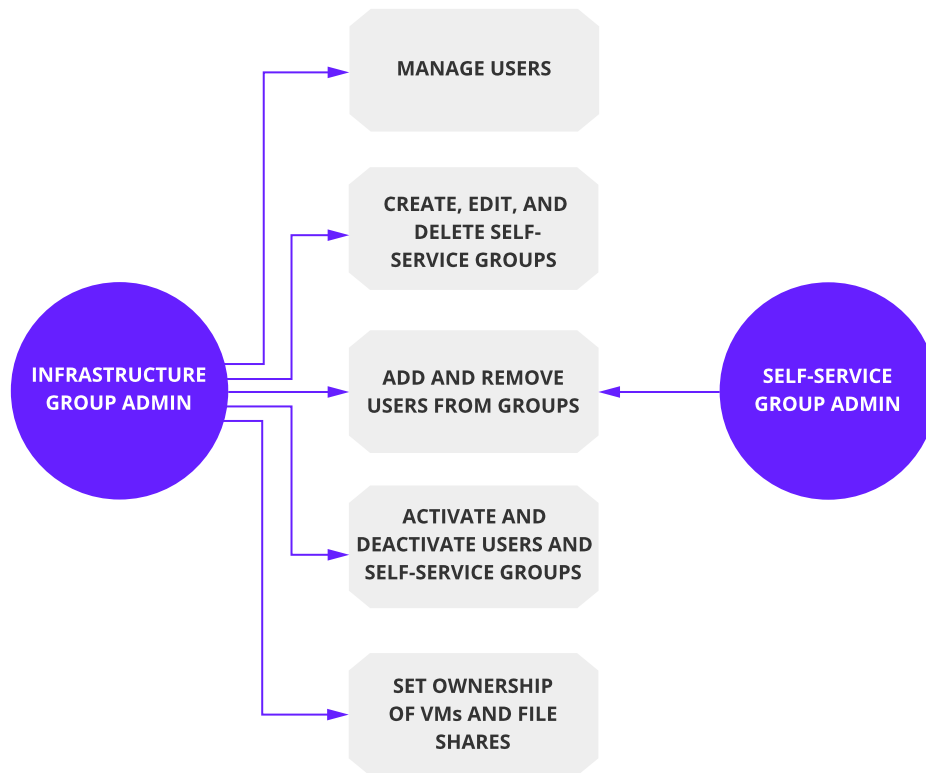 MANAGE USERS
CREATE, EDIT, AND
DELETE SELF-
SERVICE GROUPS
INFRASTRUCTURE
GROUP ADMIN
ADD AND REMOVE
USERS FROM GROUPS
SELF-SERVICE
GROUP ADMIN
ACTIVATE AND
DEACTIVATE USERS AND
SELF-SERVICE GROUPS
SET OWNERSHIP
OF VMs AND FILE
SHARES